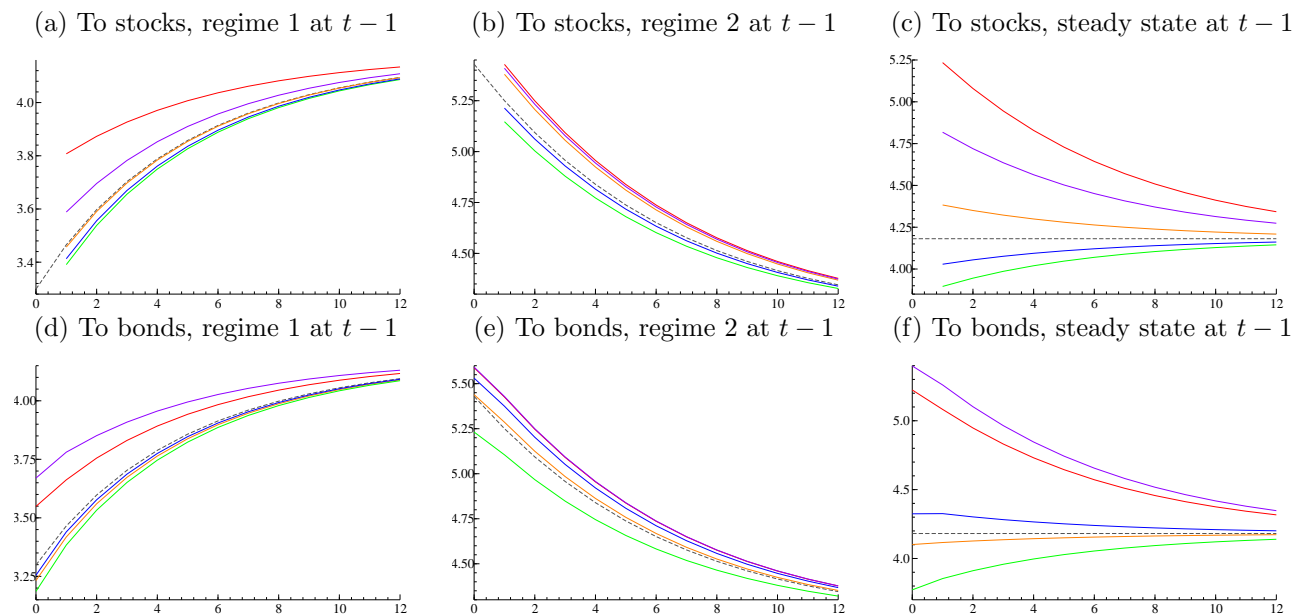 (a) To stocks, regime 1 at t − 1
(b) To stocks, regime 2 at t − 1
(c) To stocks, steady state at t − 1
4.0
3.8
3.6
3.4
0 2 4 6 8 10 12
5.25
5.00
4.75
4.50
0 2 4 6 8 10 12
5.25
5.00
4.75
4.50
4.25
4.00
0 2 4 6 8 10 12
(d) To bonds, regime 1 at t − 1
(e) To bonds, regime 2 at t − 1
(f) To bonds, steady state at t − 1
4.00
3.75
3.50
3.25
0 2 4 6 8 10 12
5.50
5.25
5.00
4.75
4.50
0 2 4 6 8 10 12
5.0
4.5
4.0
0 2 4 6 8 10 12